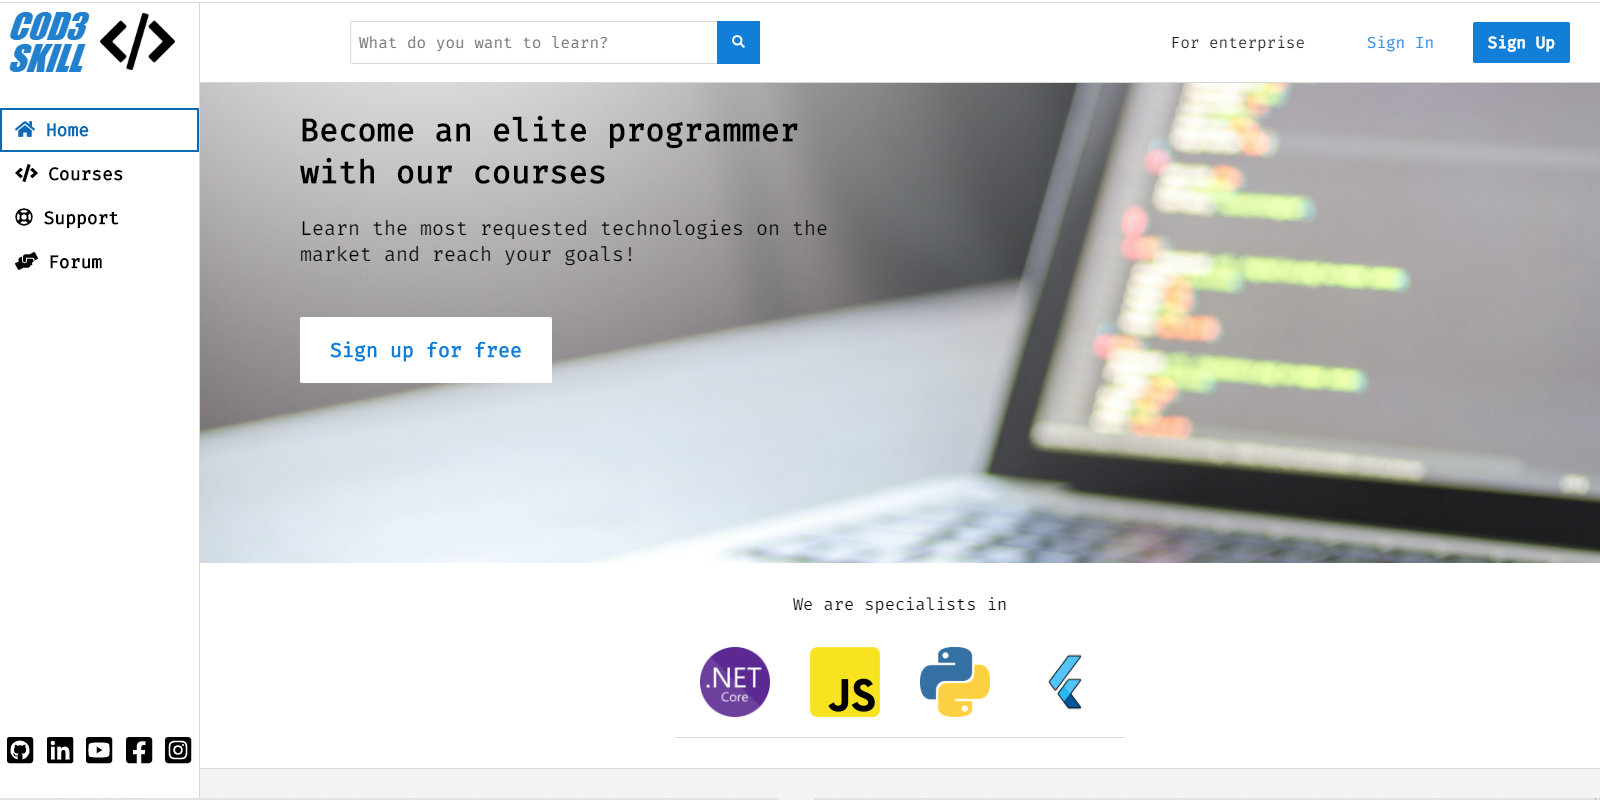 COD3
SKILL
What do you want to learn?
For enterprise
Sign In
Sign Up
Home
Courses
Support
Forum
Become an elite programmer
with our courses
Learn the most requested technologies on the
market and reach your goals!
Sign up for free
We are specialists in
.NET
Core
JS